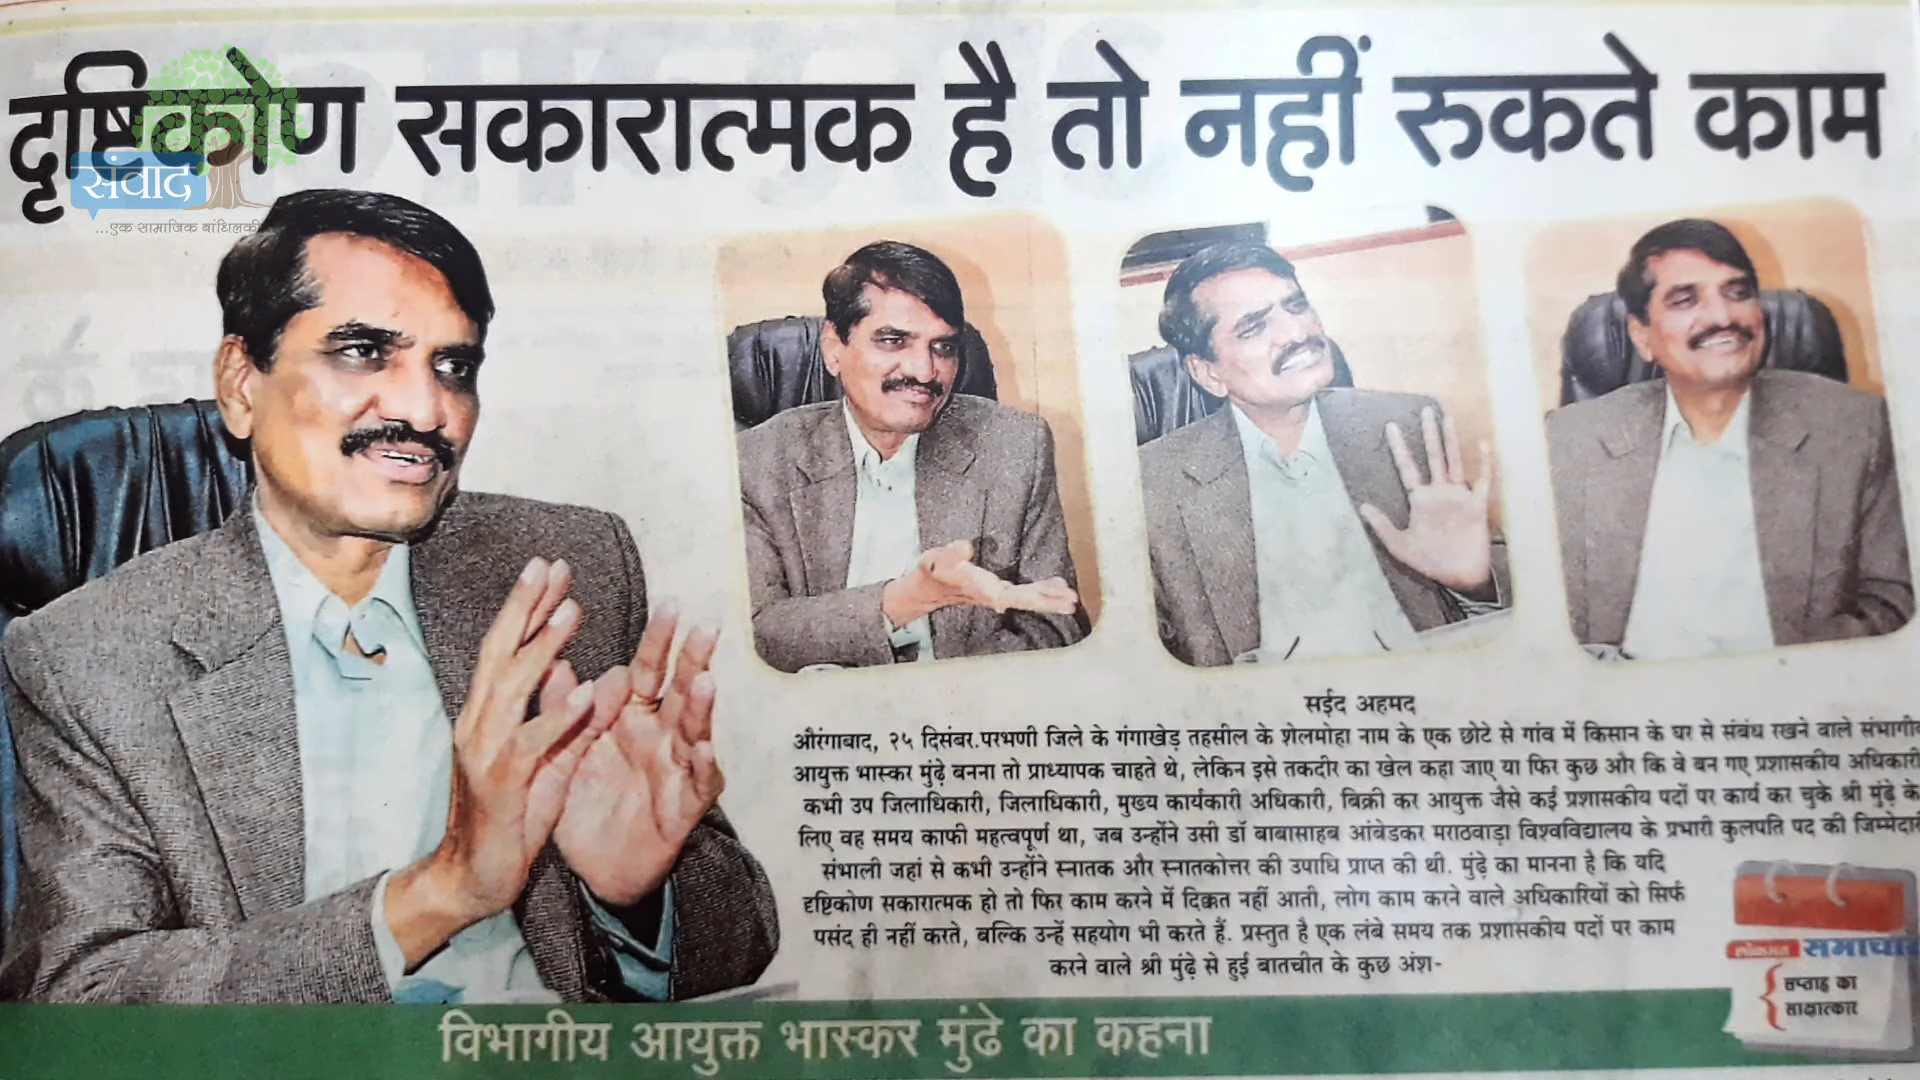 दृष्टिकोण सकारात्मक है तो नहीं रुकते काम
संवाद
...एक सामाजिक बांधिलकी
सईद अहमद
औरंगाबाद, २५ दिसंबर.परभणी जिले के गंगाखेड़ तहसील के शेलमोहा नाम के एक छोटे से गांव में किसान के घर से संबंध रखने वाले संभागीय
आयुक्त भास्कर मुंढ़े बनना तो प्राध्यापक चाहते थे, लेकिन इसे तकदीर का खेल कहा जाए या फिर कुछ और कि वे बन गए प्रशासकीय अधिकारी
कभी उप जिलाधिकारी, जिलाधिकारी, मुख्य कार्यकारी अधिकारी, बिक्री कर आयुक्त जैसे कई प्रशासकीय पदों पर कार्य कर चुके श्री मुंढ़े के
लिए वह समय काफी महत्वपूर्ण था, जब उन्होंने उसी डॉ बाबासाहब आंबेडकर मराठवाड़ा विश्वविद्यालय के प्रभारी कुलपति पद की जिम्मेदारी
संभाली जहां से कभी उन्होंने स्नातक और स्नातकोत्तर की उपाधि प्राप्त की थी. मुंढ़े का मानना है कि यदि
दृष्टिकोण सकारात्मक हो तो फिर काम करने में दिक्कत नहीं आती, लोग काम करने वाले अधिकारियों को सिर्फ
पसंद ही नहीं करते, बल्कि उन्हें सहयोग भी करते हैं. प्रस्तुत है एक लंबे समय तक प्रशासकीय पदों पर काम
करने वाले श्री मुंढ़े से हुई बातचीत के कुछ अंश-
लोकमत समाचार
सप्ताह का
साक्षात्कार
विभागीय आयुक्त भास्कर मुंढे का कहना